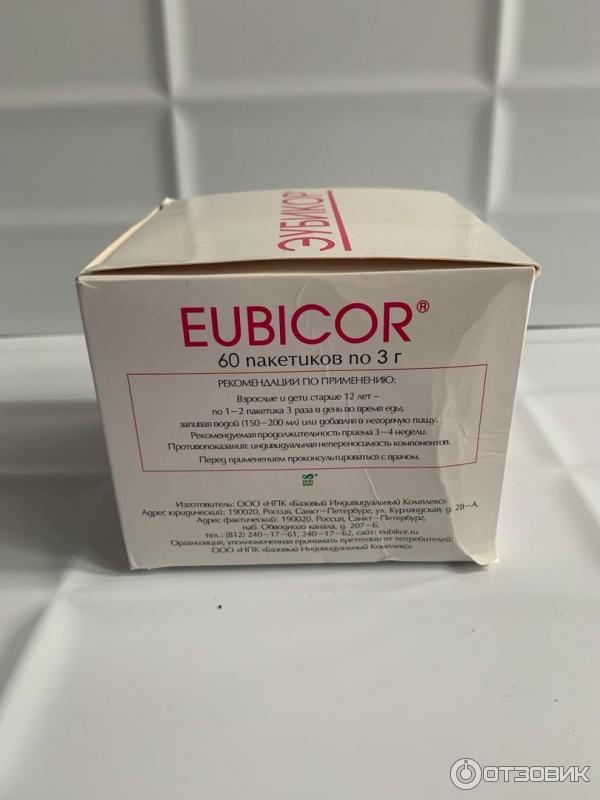 ЭУБИКОР®
EUBICOR®
60 пакетиков по 3 г
РЕКОМЕНДАЦИИ ПО ПРИМЕНЕНИЮ:
Взрослые и дети старше 12 лет –
по 1–2 пакетика 3 раза в день во время еды,
запивая водой (150–200 мл) или добавляя в негорячую пищу.
Рекомендуемая продолжительность приема 3–4 недели.
Противопоказания: индивидуальная непереносимость компонентов.
Перед применением проконсультироваться с врачом.
Изготовитель: ООО «НПК «Базовый Индивидуальный Комплекс»
Адрес юридический: 190020, Россия, Санкт-Петербург, ул. Курляндская, д. 28-А.
Адрес фактический: 190020, Россия, Санкт-Петербург,
наб. Обводного канала, д. 207-Б,
тел.: (812) 240-17-61, 240-17-62, сайт: eubikor.ru
Организация, уполномоченная принимать претензии от потребителей:
ООО «НПК «Базовый Индивидуальный Комплекс»
ОТЗОВИК